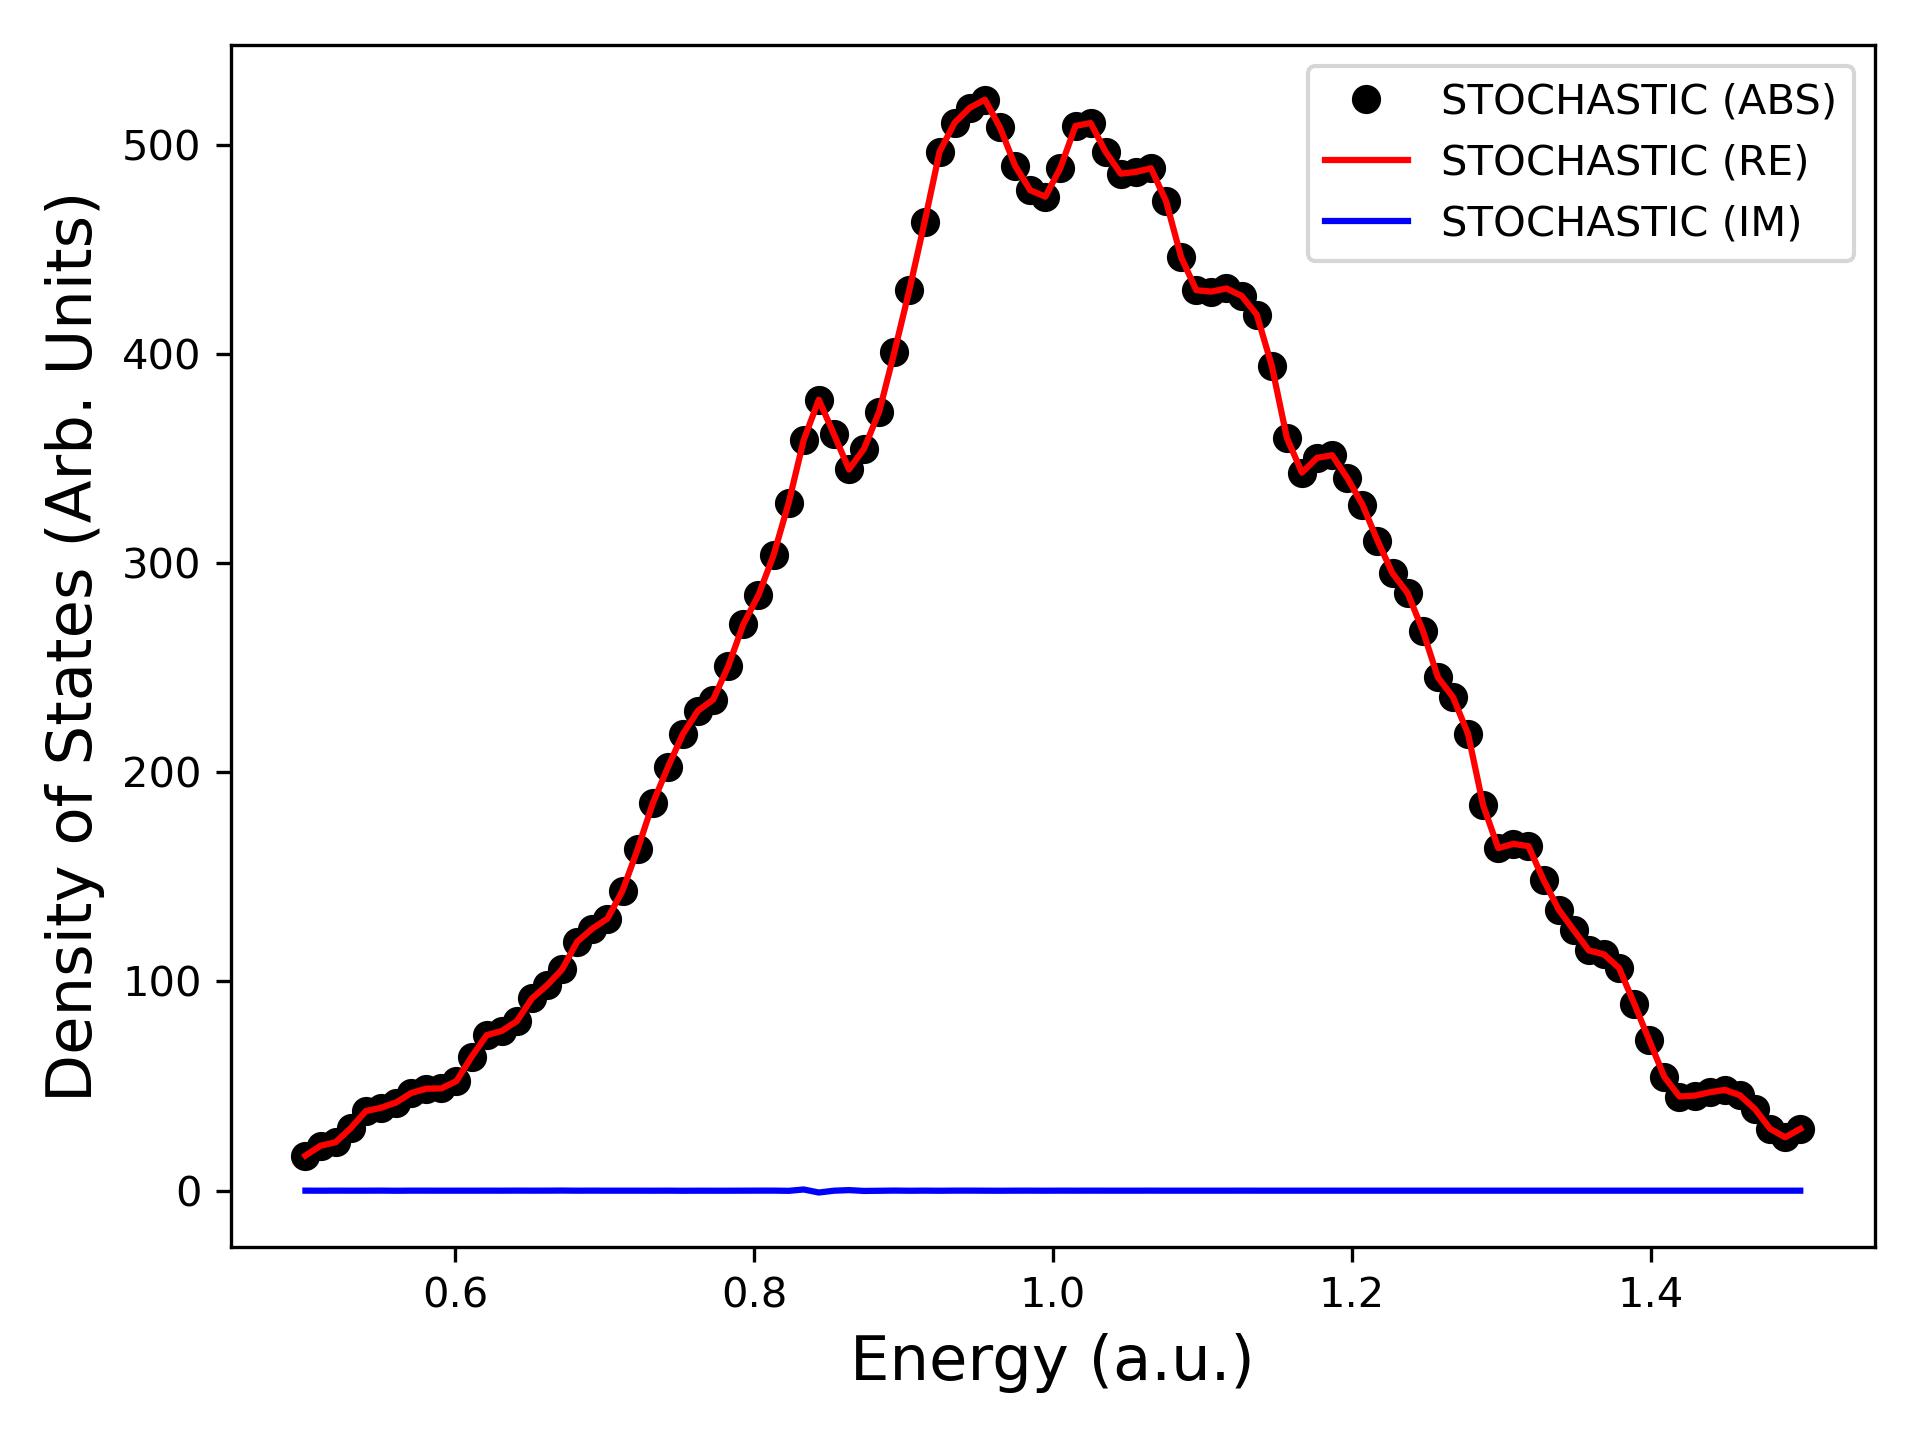 Density of States (Arb. Units)
500
400
300
200
100
0
STOCHASTIC (ABS)
STOCHASTIC (RE)
STOCHASTIC (IM)
0.6 0.8 1.0 1.2 1.4
Energy (a.u.)